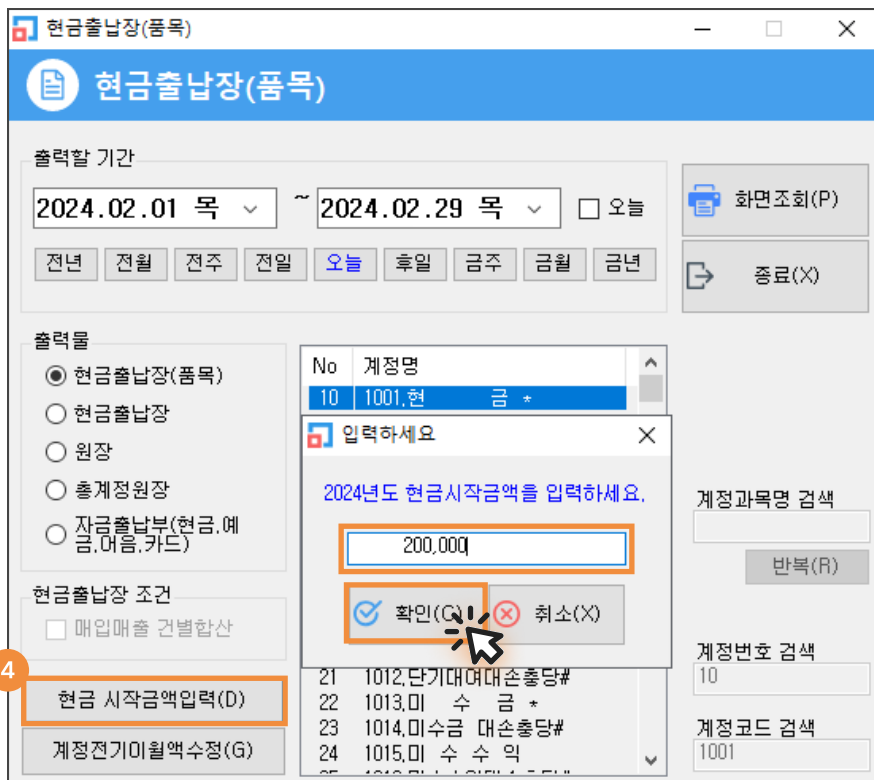 현금출납장(품목)
현금출납장(품목)
출력할 기간
2024.02.01 목 ~ 2024.02.29 목 오늘
전년 전월 전주 전일 오늘 후일 금주 금월 금년
화면조회(P)
종료(X)
출력물
현금출납장(품목)
현금출납장
원장
총계정원장
자금출납부(현금,예
금,어음,카드)
현금출납장 조건
매입매출 건별합산
4
현금 시작금액입력(D)
계정전기이월액수정(G)
No 계정명
10 1001.현 금 *
입력하세요
2024년도 현금시작금액을 입력하세요.
200,000
확인(O) 취소(X)
21 1012.단기대여대손충당#
22 1013.미 수 금 *
23 1014.미수금 대손충당#
24 1015.미 수 수 익
계정과목명 검색
반복(R)
계정번호 검색
10
계정코드 검색
1001